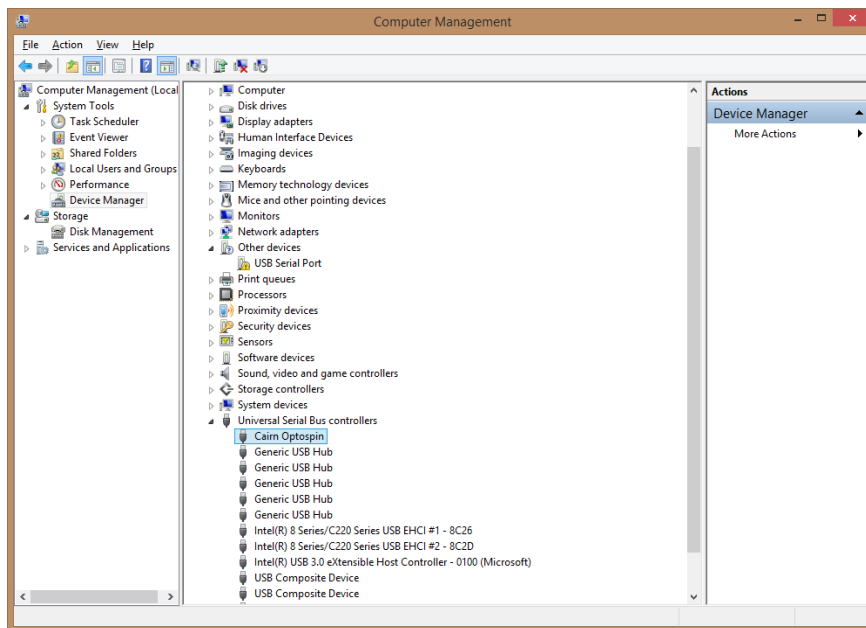 Computer Management
File Action View Help
Computer Management (Local
System Tools
Task Scheduler
Event Viewer
Shared Folders
Local Users and Groups
Performance
Device Manager
Storage
Disk Management
Services and Applications
Computer
Disk drives
Display adapters
Human Interface Devices
Imaging devices
Keyboards
Memory technology devices
Mice and other pointing devices
Monitors
Network adapters
Other devices
USB Serial Port
Print queues
Processors
Proximity devices
Security devices
Sensors
Software devices
Sound, video and game controllers
Storage controllers
System devices
Universal Serial Bus controllers
Cairn Optospin
Generic USB Hub
Generic USB Hub
Generic USB Hub
Generic USB Hub
Generic USB Hub
Intel(R) 8 Series/C220 Series USB EHCI #1 - 8C26
Intel(R) 8 Series/C220 Series USB EHCI #2 - 8C2D
Intel(R) USB 3.0 eXtensible Host Controller - 0100 (Microsoft)
USB Composite Device
USB Composite Device
Actions
Device Manager
More Actions